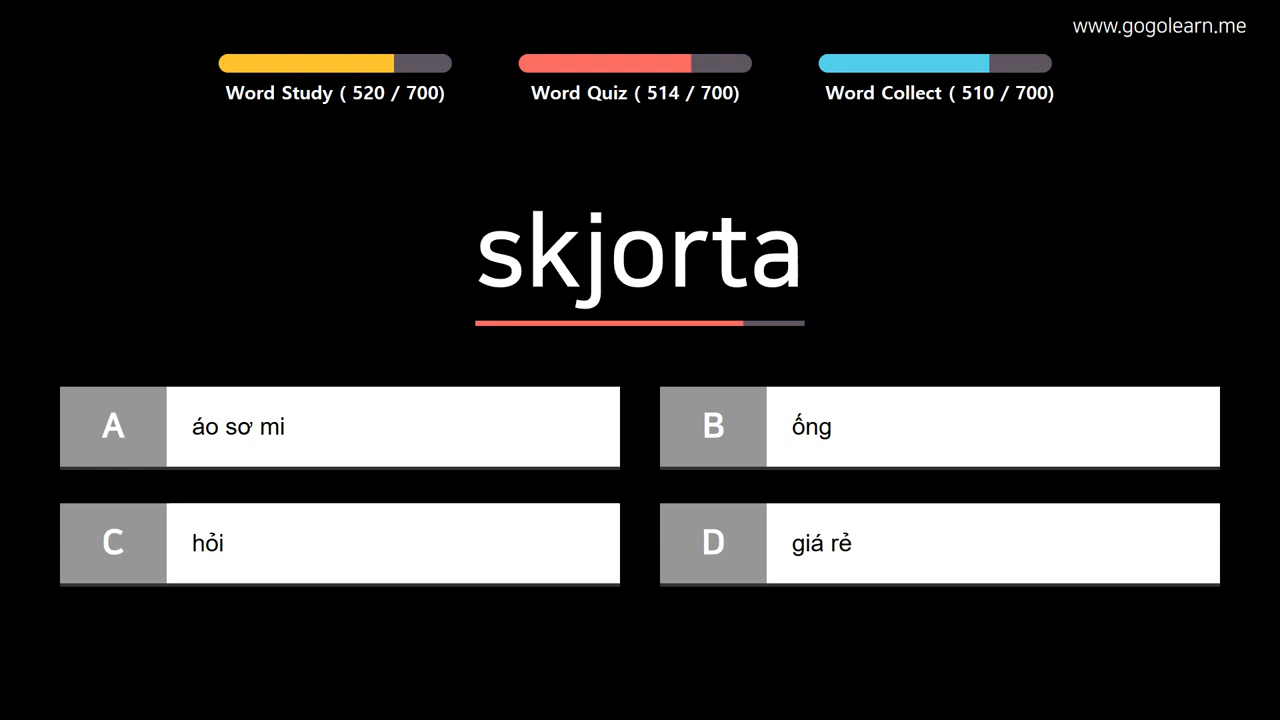 www.gogolearn.me
Word Study ( 520 / 700)
Word Quiz ( 514 / 700)
Word Collect ( 510 / 700)
skjorta
A áo sơ mi
B ống
C hỏi
D giá rẻ